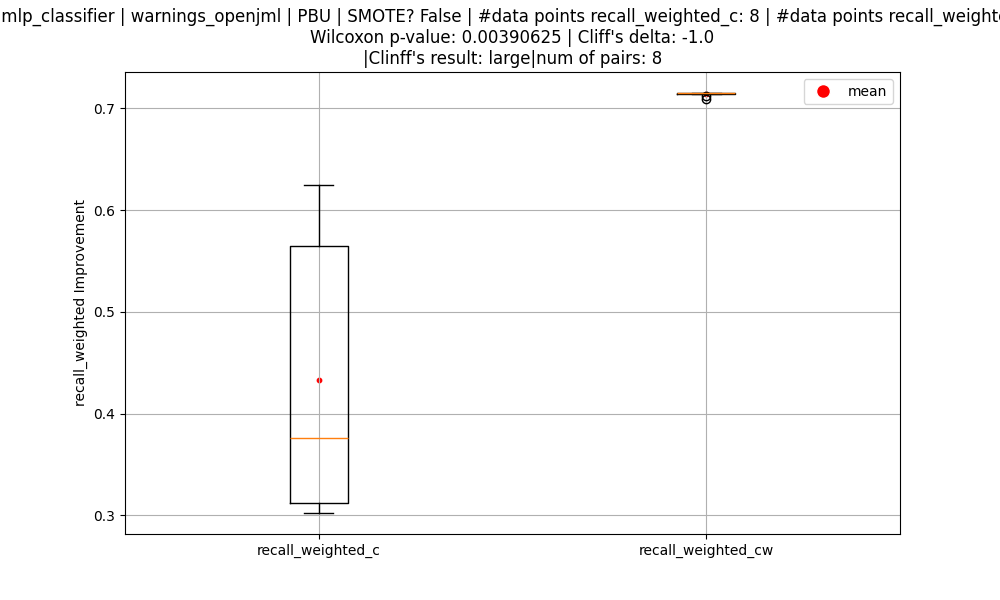 mlp_classifier | warnings_openjml | PBU | SMOTE? False | #data points recall_weighted_c: 8 | #data points
Wilcoxon p-value: 0.00390625 | Cliff's delta: -1.0
|Clinff's result: large|num of pairs: 8
mean
0.7
0.6
0.5
0.4
0.3
recall_weighted Improvement
recall_weighted_c
recall_weighted_cw